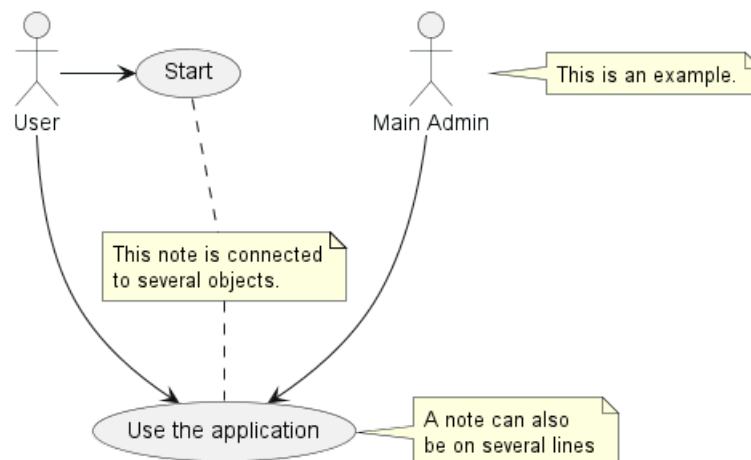 Start
This is an example.
User
Main Admin
This note is connected
to several objects.
Use the application
A note can also
be on several lines